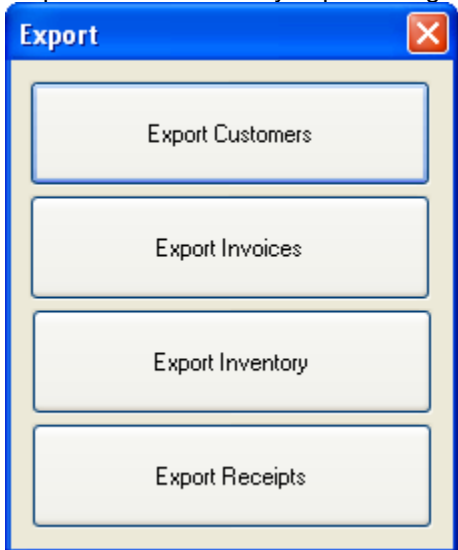 Export
Export Customers
Export Invoices
Export Inventory
Export Receipts